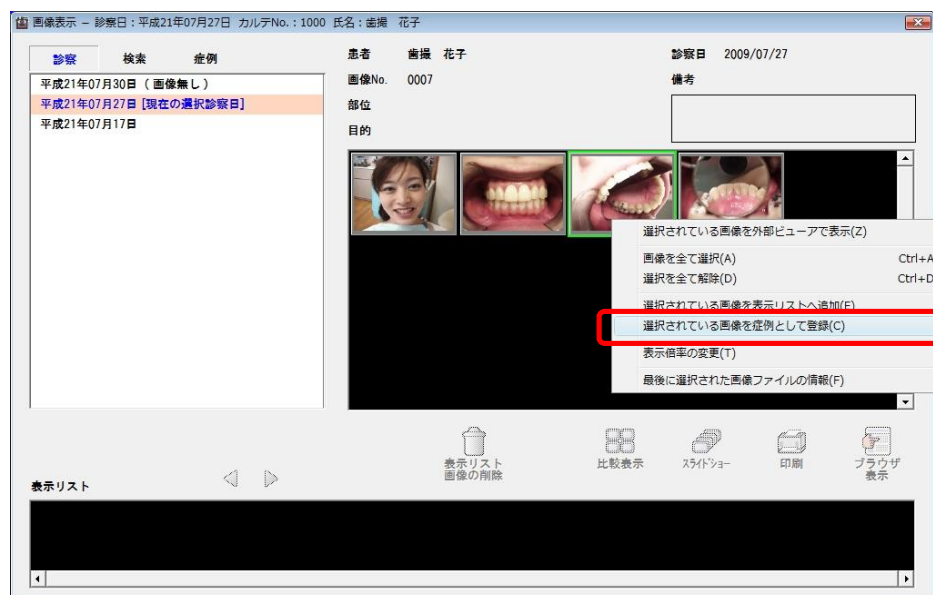 画像表示 － 診察日：平成21年07月27日 カルテNo.：1000 氏名：歯撮 花子
診察 検索 症例
平成21年07月30日 ( 画像無し )
平成21年07月27日 [現在の選択診察日]
平成21年07月17日
患者 歯撮 花子
診察日 2009/07/27
画像No. 0007
備考
部位
目的
選択されている画像を外部ビューアで表示(Z)
画像を全て選択(A) Ctrl+A
選択を全て解除(D) Ctrl+D
選択されている画像を表示リストへ追加(E)
選択されている画像を症例として登録(C)
表示倍率の変更(T)
最後に選択された画像ファイルの情報(F)
表示リスト
画像の削除
比較表示
ｽﾗｲﾄﾞｼｮｰ
印刷
ブラウザ
表示
表示リスト